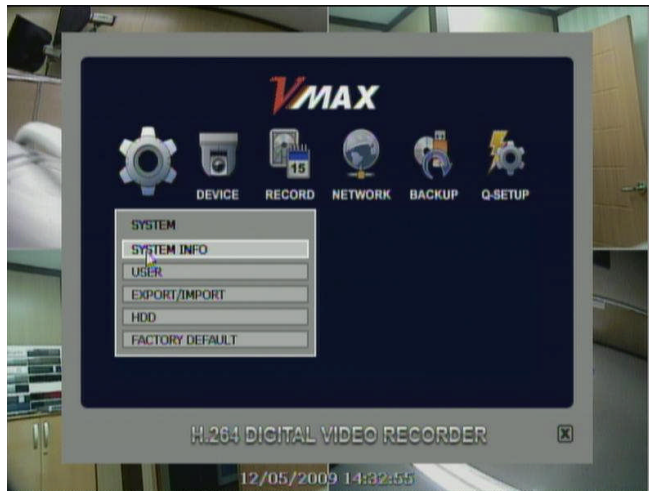 VMAX
15
DEVICE RECORD NETWORK BACKUP Q-SETUP
SYSTEM
SYSTEM INFO
USER
EXPORT/IMPORT
HDD
FACTORY DEFAULT
H.264 DIGITAL VIDEO RECORDER
X
12/05/2009 14:32:55